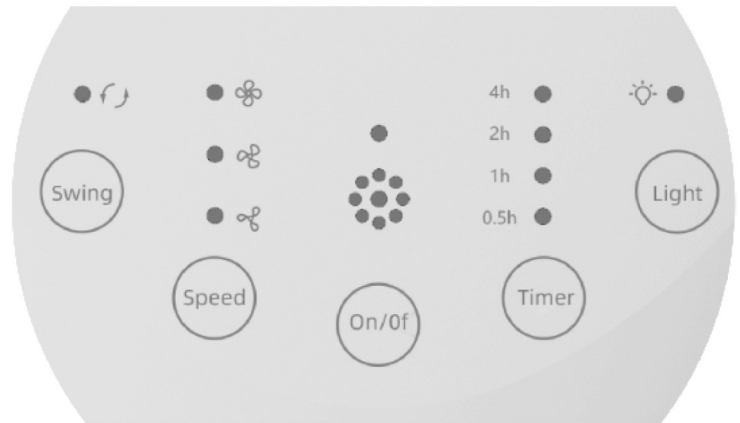 4h
2h
1h
0.5h
Swing
Light
Speed
Timer
On/0f